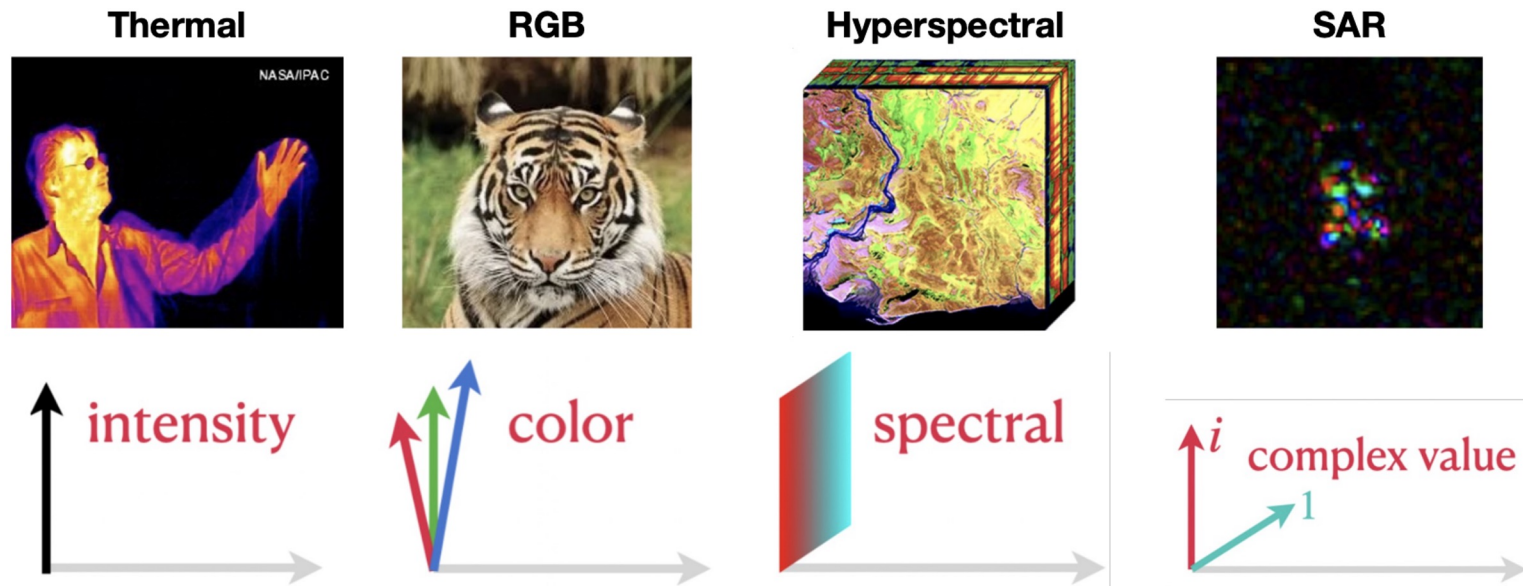 Thermal
RGB
Hyperspectral
SAR
NASA/IPAC
intensity
color
spectral
i
complex value
1